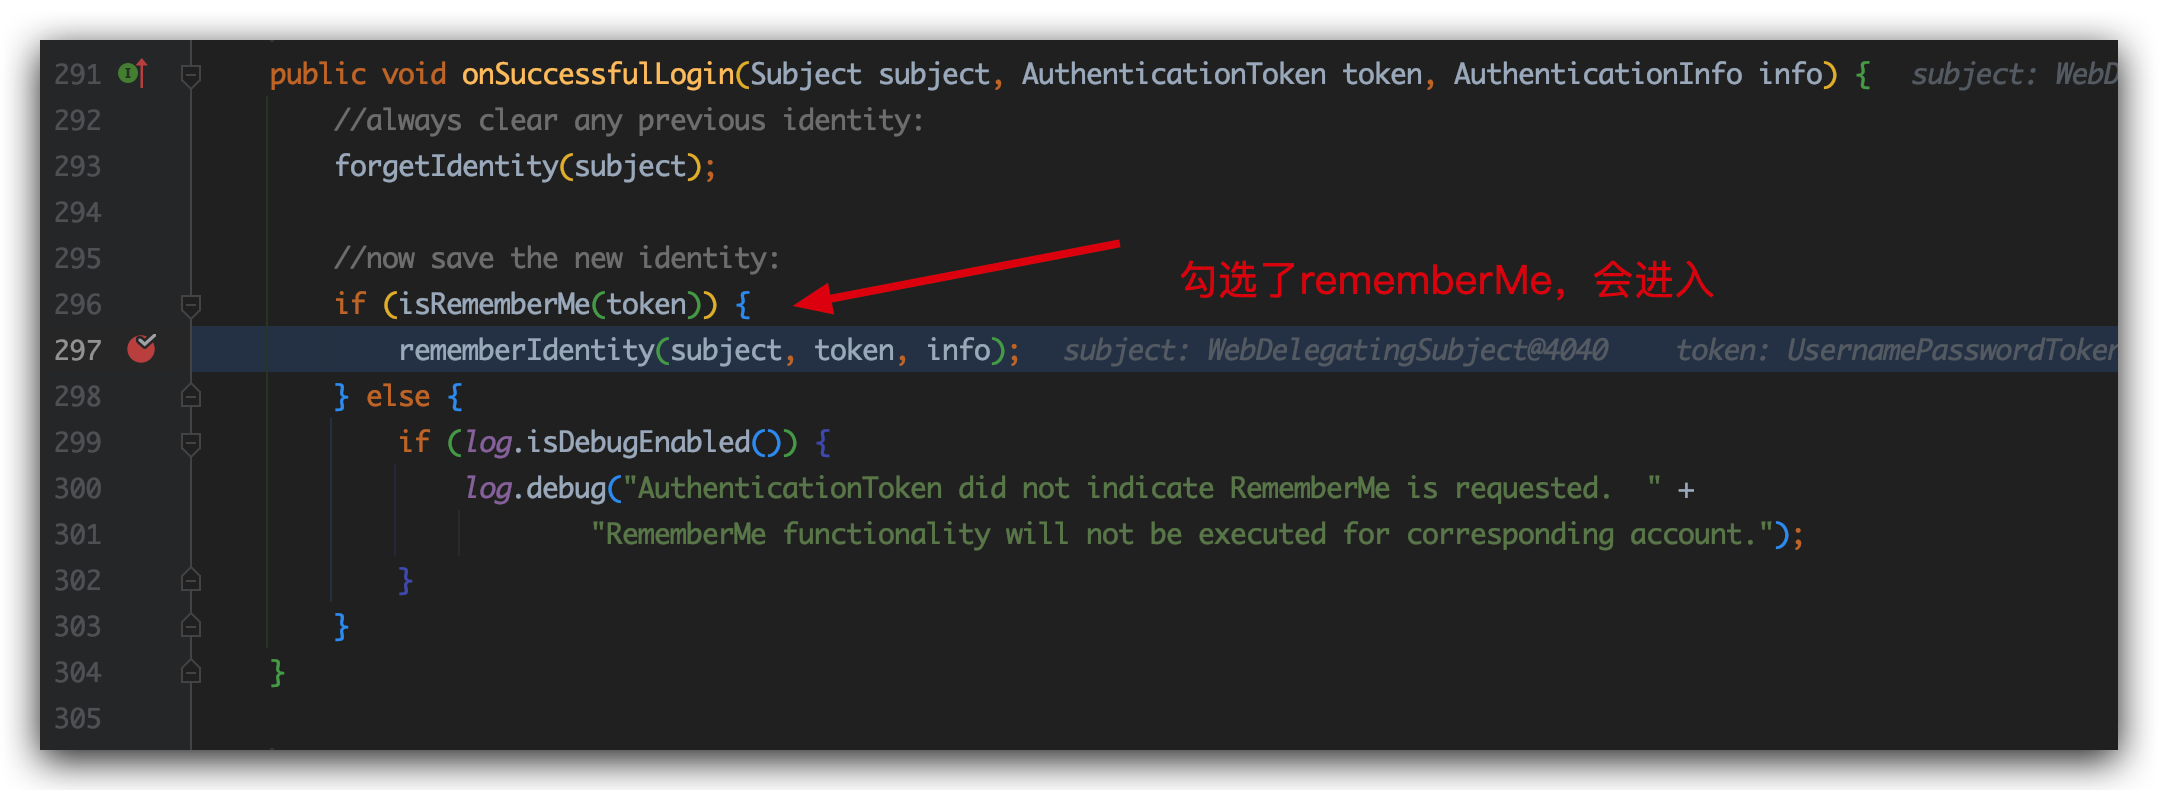 291 public void onSuccessfulLogin(Subject subject, AuthenticationToken token, AuthenticationInfo info) { subject: WebD
292 //always clear any previous identity:
293 forgetIdentity(subject);
294
295 //now save the new identity:
勾选了rememberMe，会进入
296 if (isRememberMe(token)) {
297 rememberIdentity(subject, token, info); subject: WebDelegatingSubject@4040 token: UsernamePasswordToken
298 } else {
299 if (log.isDebugEnabled()) {
300 log.debug("AuthenticationToken did not indicate RememberMe is requested.  " +
301 "RememberMe functionality will not be executed for corresponding account.");
302 }
303 }
304 }
305